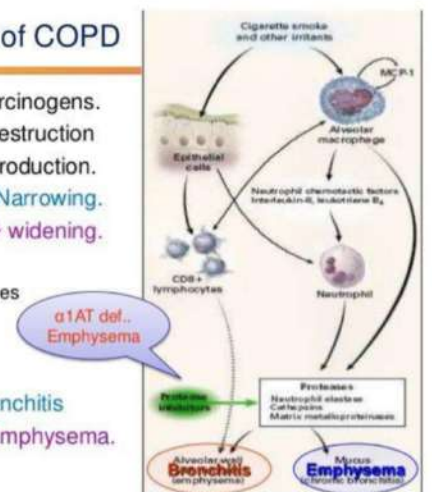 of COPD
rcinogens.
estruction
roduction.
Narrowing.
widening.
es
nchitis
mphysema.
α1AT def..
Emphysema
Cigarette smoke
and other irritants
MCP-1
Epithelial
cells
Alveolar
macrophage
Neutrophil chemotactic factors
Interleukin-8, leukotriene B₄
CD8+
lymphocytes
Neutrophil
Protease
inhibitors
Proteases
Neutrophil elastase
Cathepsins
Matrix metalloproteinases
Alveolar wall
Bronchitis
(emphysema)
Mucus
Emphysema
(chronic bronchitis)